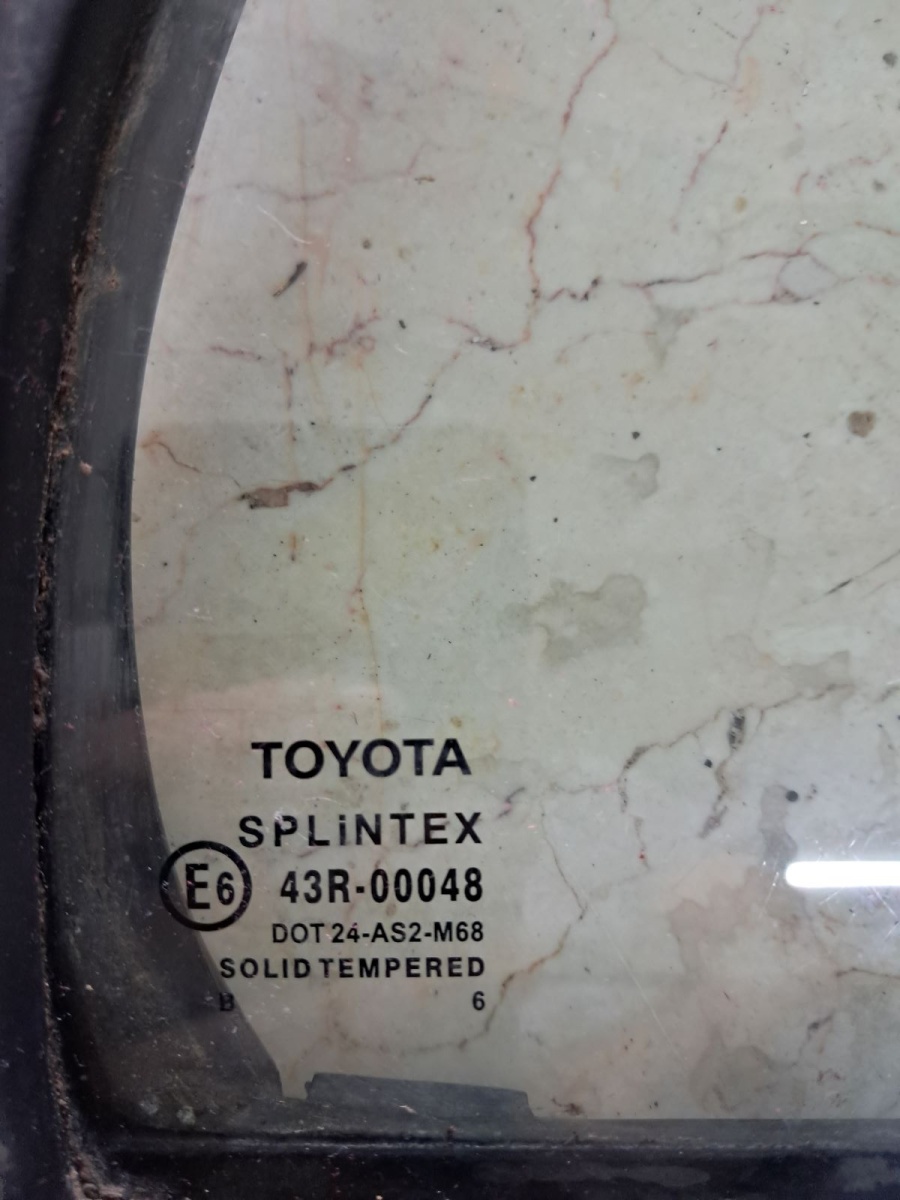 TOYOTA
SPLiNTEX
E6 43R-00048
DOT 24-AS2-M68
SOLID TEMPERED
B 6